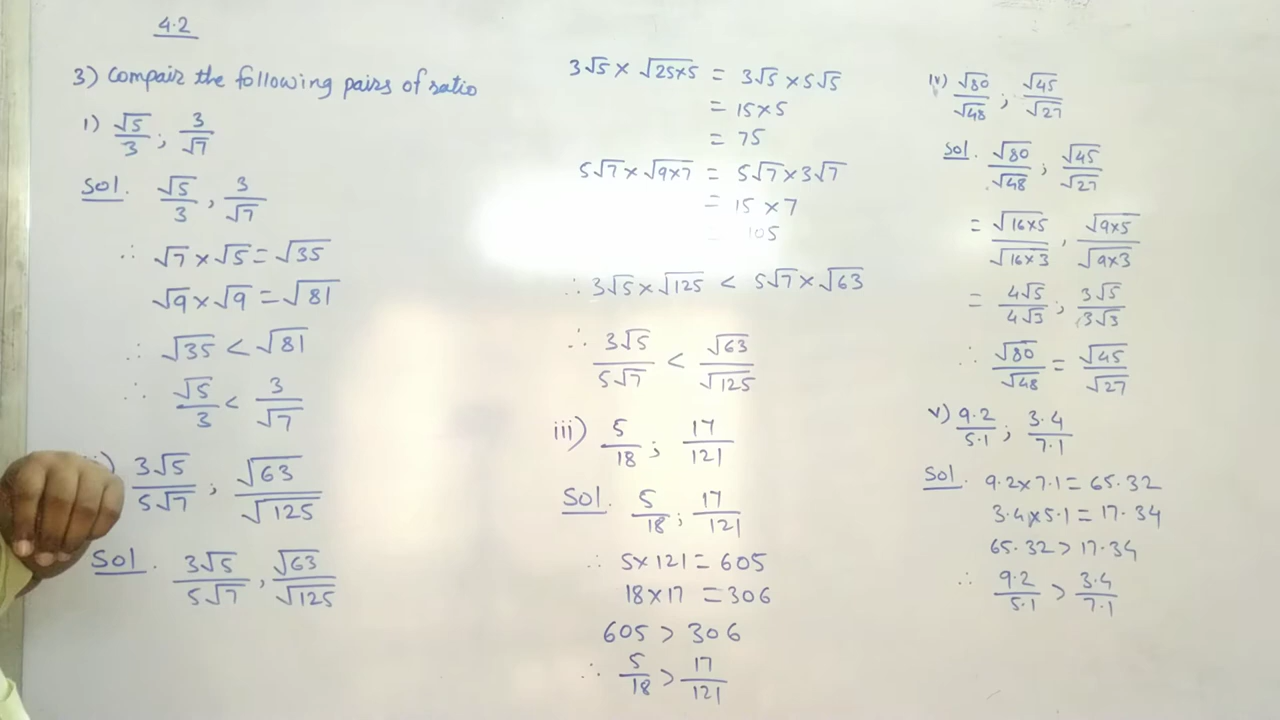 4.2
3) Compair the following pairs of ratio
i) √5/3 ; 3/√7
Sol. √5/3 , 3/√7
∴ √7 × √5 = √35
√9 × √9 = √81
∴ √35 < √81
∴ √5/3 < 3/√7
) 3√5/5√7 ; √63/√125
Sol. 3√5/5√7 , √63/√125
3√5 × √25×5 = 3√5 × 5√5
= 15 × 5
= 75
5√7 × √9×7 = 5√7 × 3√7
= 15 × 7
= 105
∴ 3√5 × √125 < 5√7 × √63
∴ 3√5/5√7 < √63/√125
iii) 5/18 ; 17/121
Sol. 5/18 ; 17/121
∴ 5×121 = 605
18×17 = 306
605 > 306
∴ 5/18 > 17/121
iv) √80/√48 ; √45/√27
Sol. √80/√48 ; √45/√27
= √16×5/√16×3 , √9×5/√9×3
= 4√5/4√3 ; 3√5/3√3
∴ √80/√48 = √45/√27
v) 9.2/5.1 ; 3.4/7.1
Sol. 9.2×7.1 = 65.32
3.4×5.1 = 17.34
65.32 > 17.34
∴ 9.2/5.1 > 3.4/7.1